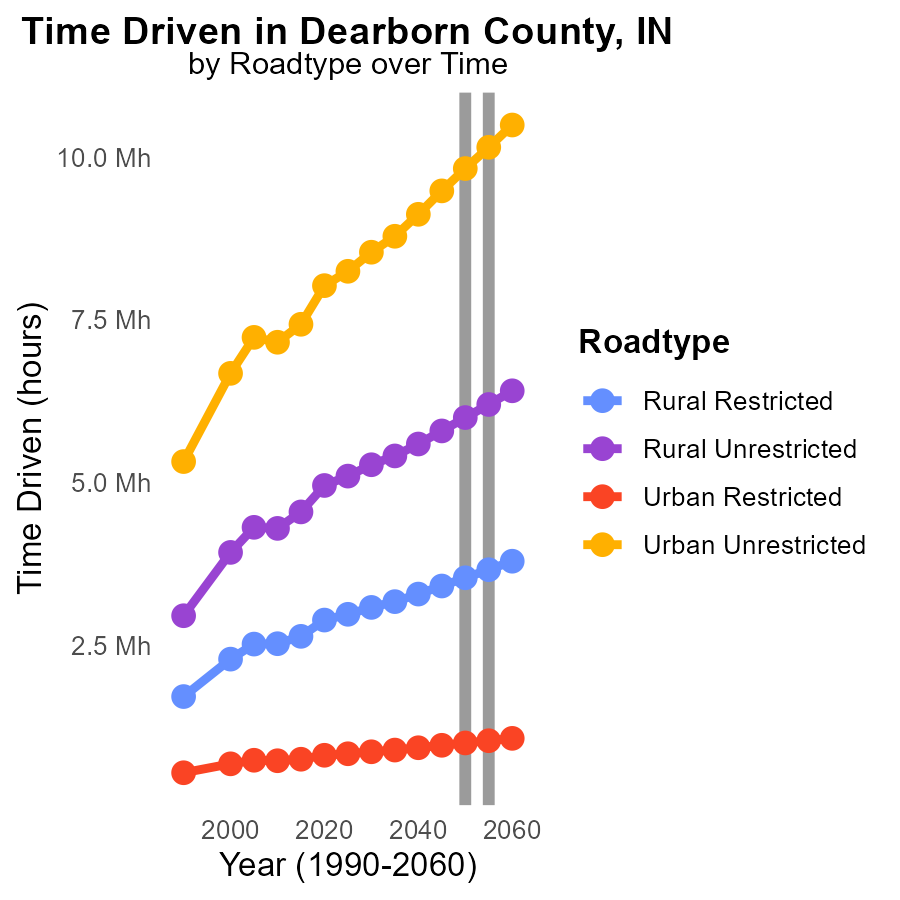 Time Driven in Dearborn County, IN
by Roadtype over Time
Time Driven (hours)
10.0 Mh
7.5 Mh
5.0 Mh
2.5 Mh
2000 2020 2040 2060
Year (1990-2060)
Roadtype
Rural Restricted
Rural Unrestricted
Urban Restricted
Urban Unrestricted